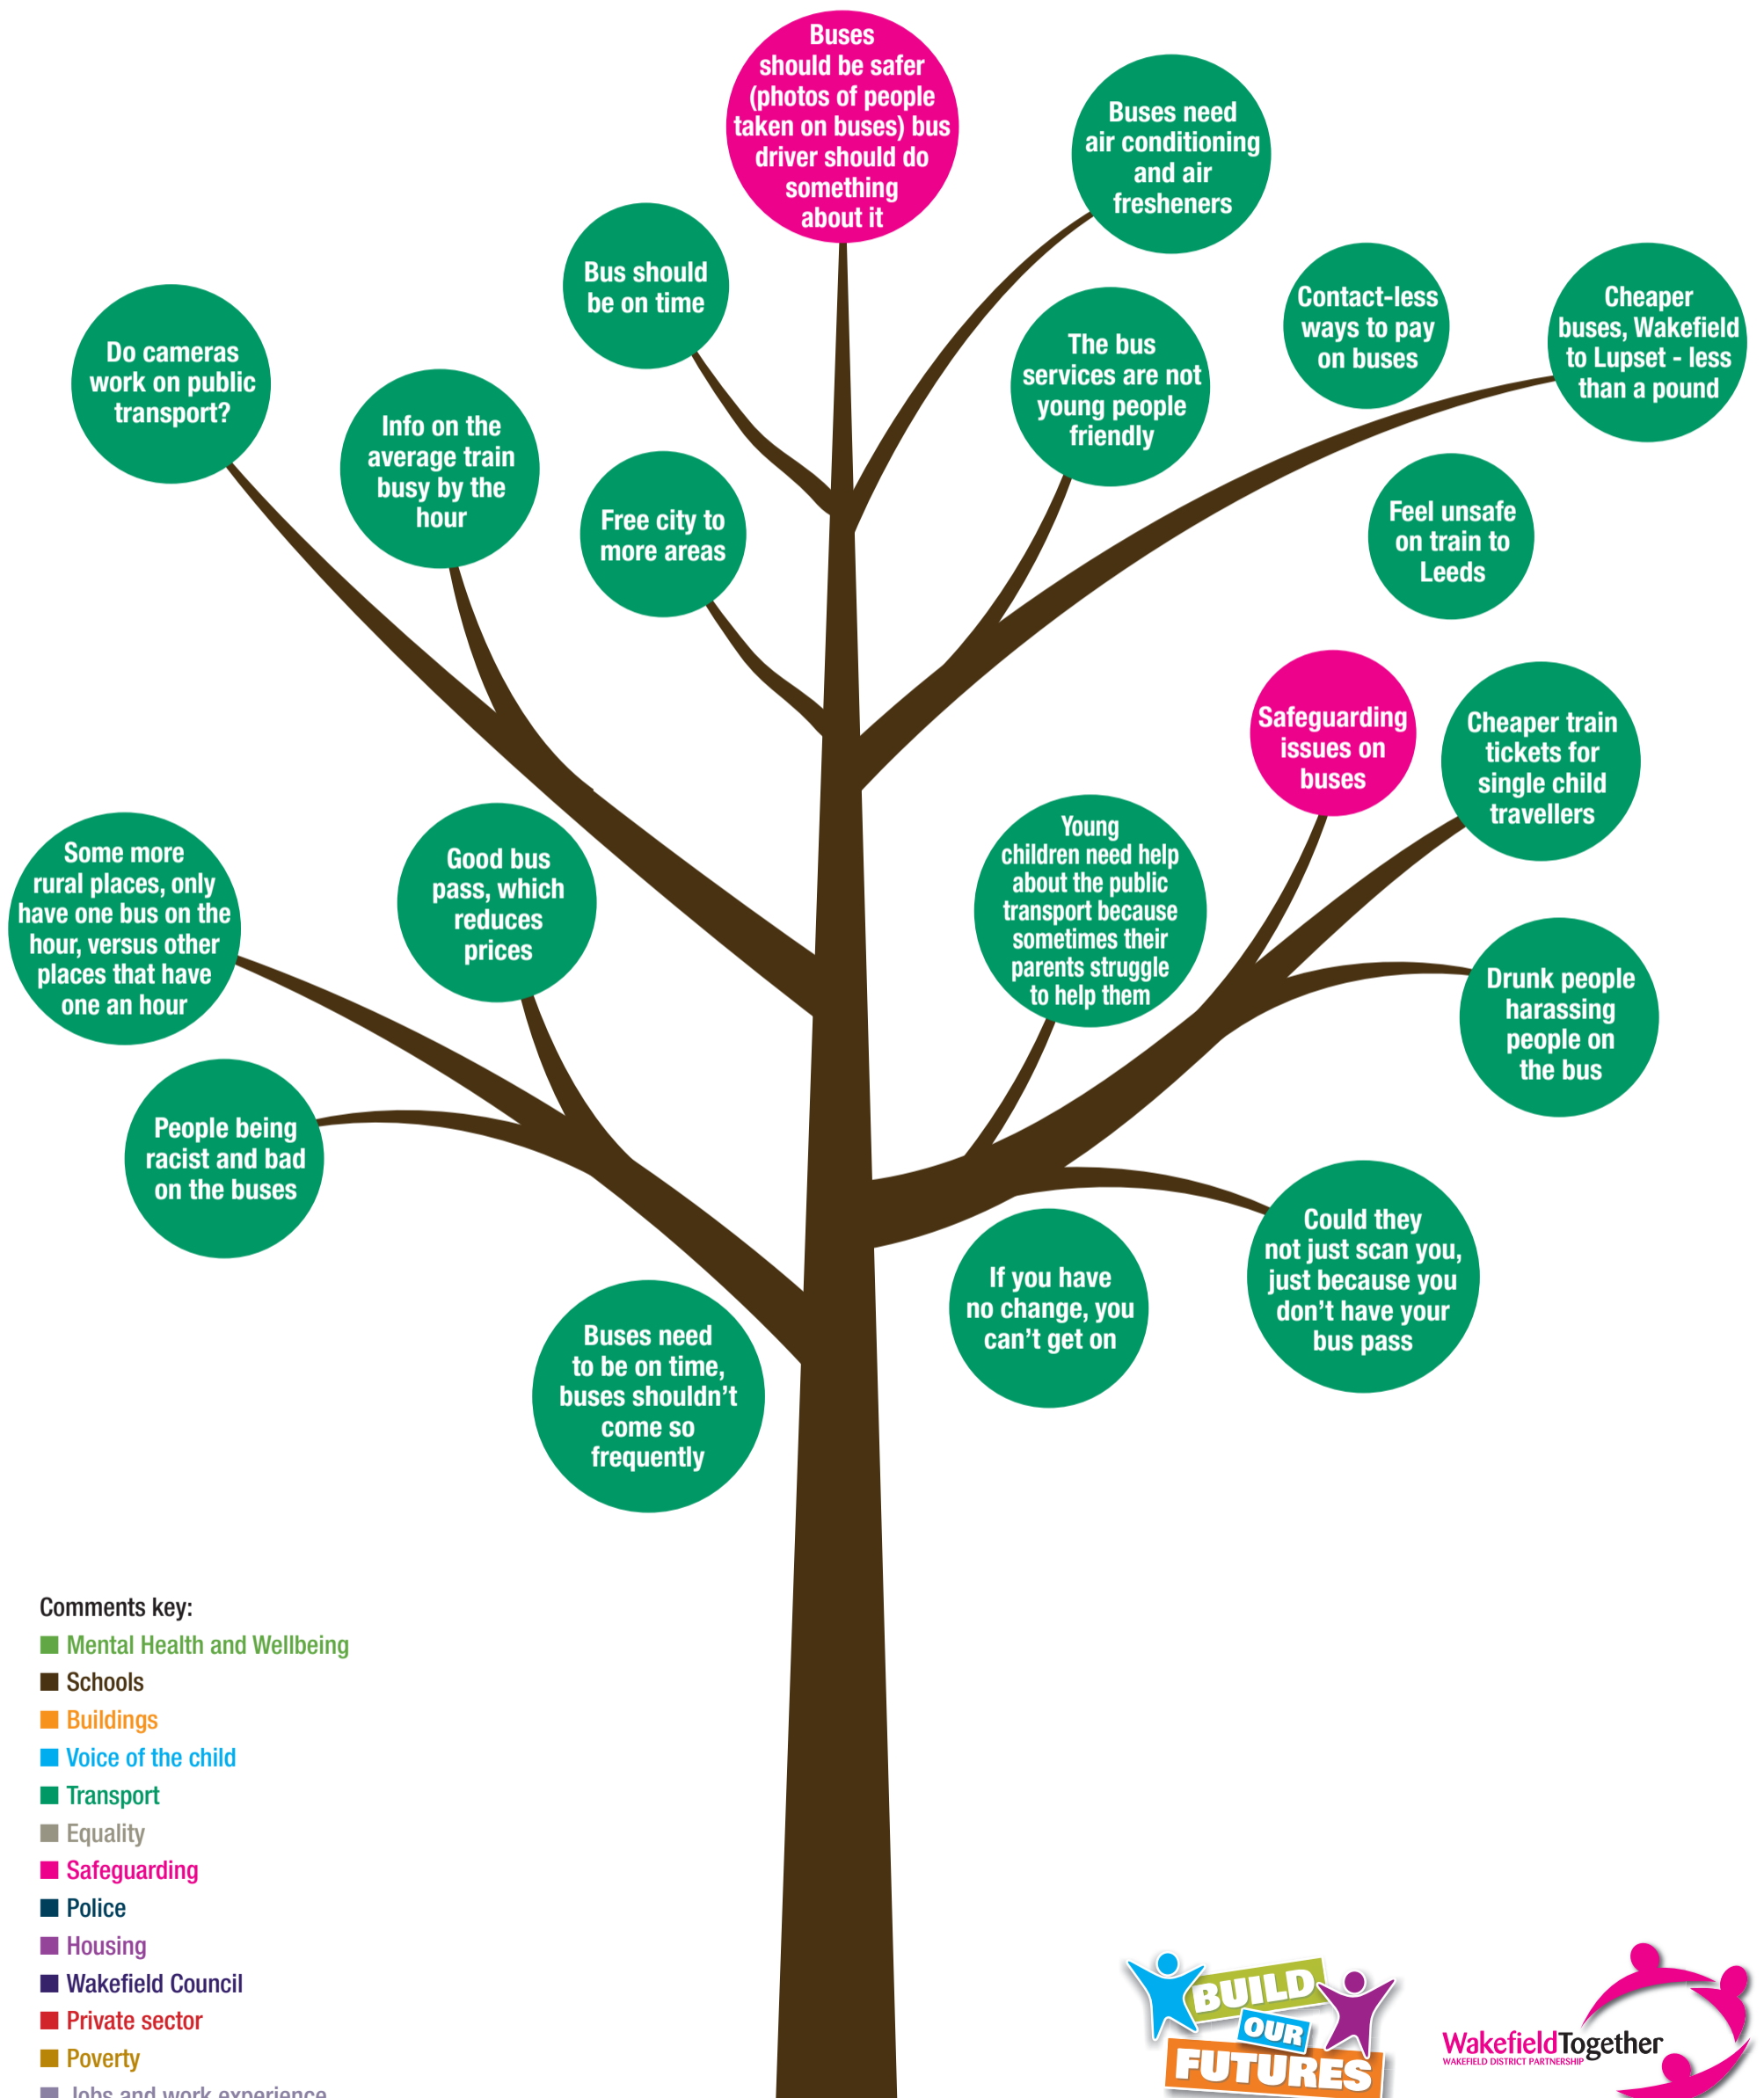 Buses
should be safer
(photos of people
taken on buses) bus
driver should do
something
about it
Buses need
air conditioning
and air
fresheners
Bus should
be on time
Contact-less
ways to pay
on buses
Cheaper
buses, Wakefield
to Lupset - less
than a pound
Do cameras
work on public
transport?
The bus
services are not
young people
friendly
Info on the
average train
busy by the
hour
Free city to
more areas
Feel unsafe
on train to
Leeds
Safeguarding
issues on
buses
Cheaper train
tickets for
single child
travellers
Some more
rural places, only
have one bus on the
hour, versus other
places that have
one an hour
Good bus
pass, which
reduces
prices
Young
children need help
about the public
transport because
sometimes their
parents struggle
to help them
Drunk people
harassing
people on
the bus
People being
racist and bad
on the buses
If you have
no change, you
can't get on
Could they
not just scan you,
just because you
don't have your
bus pass
Buses need
to be on time,
buses shouldn't
come so
frequently
Comments key:
Mental Health and Wellbeing
Schools
Buildings
Voice of the child
Transport
Equality
Safeguarding
Police
Housing
Wakefield Council
Private sector
Poverty
Jobs and work experience
BUILD
OUR
FUTURES
WakefieldTogether
WAKEFIELD DISTRICT PARTNERSHIP